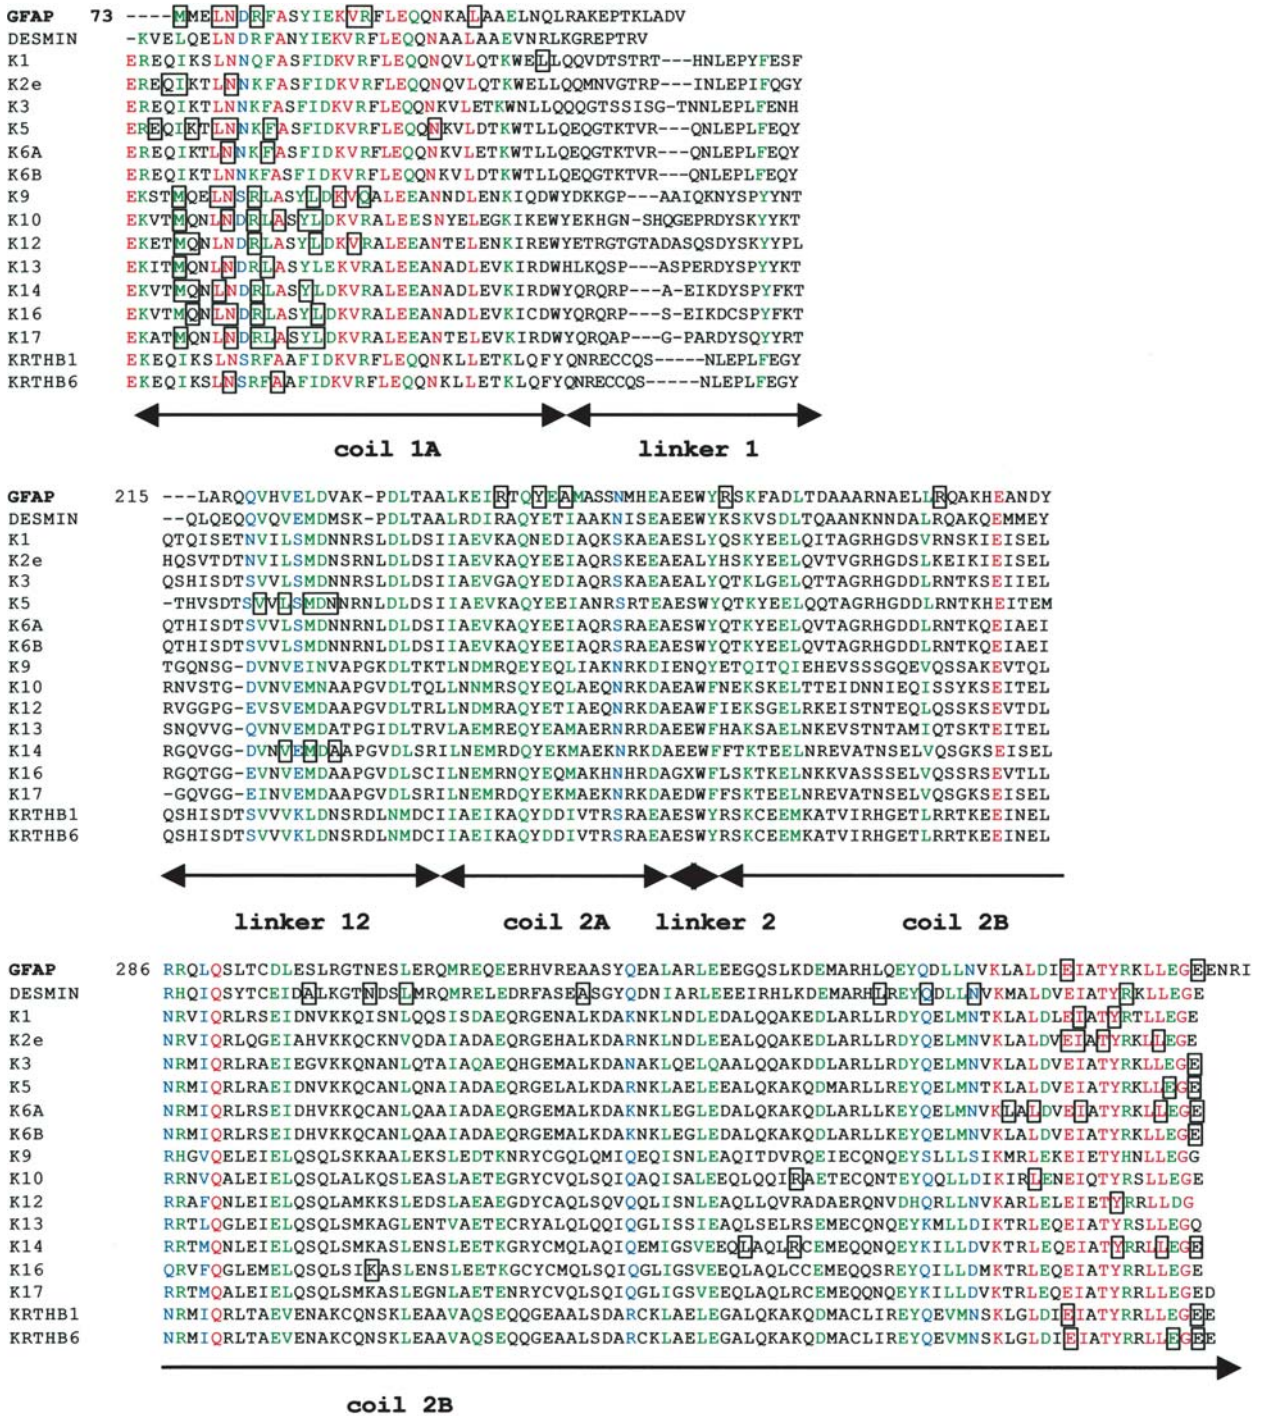 GFAP 73 ----MMELNDRFASYIEKVRFLEQQNKALAAELNQLRAKEPTKLADV
DESMIN -KVELQELNDRFANYIEKVRFLEQQNAALAAEVNRLKGREPTRV
K1 EREQIKSLNNQFASFIDKVRFLEQQNQVLQTKWELLQQVDTSTRT---HNLEPYFESF
K2e EREQIKTLNNKFASFIDKVRFLEQQNQVLQTKWELLQQMNVGTRP---INLEPIFQGY
K3 EREQIKTLNNKFASFIDKVRFLEQQNKVLETKWNLLQQQGTSSISG-TNNLEPLFENH
K5 EREQIKTLNNKFASFIDKVRFLEQQNKVLDTKWTLLQEQGTKTVR---QNLEPLFEQY
K6A EREQIKTLNNKFASFIDKVRFLEQQNKVLETKWTLLQEQGTKTVR---QNLEPLFEQY
K6B EREQIKTLNNKFASFIDKVRFLEQQNKVLDTKWTLLQEQGTKTVR---QNLEPLFEQY
K9 EKSTMQELNSRLASYLDKVQALEEANNDLENKIQDWYDKKGP---AAIQKNYSPYYNT
K10 EKVTMQNLNDRLASYLDKVRALEESNYELEGKIKEWYEKHGN-SHQGEPRDYSKYYKT
K12 EKETMQNLNDRLASYLDKVRALEEANTELENKIREWYETRGTGTADASQSDYSKYYPL
K13 EKITMQNLNDRLASYLEKVRALEEANADLEVKIRDWHLKQSP---ASPERDYSPYYKT
K14 EKVTMQNLNDRLASYLDKVRALEEANADLEVKIRDWYQRQRP---A-EIKDYSPYFKT
K16 EKVTMQNLNDRLASYLDKVRALEEANADLEVKICDWYQRQRP---S-EIKDCSPYFKT
K17 EKATMQNLNDRLASYLDKVRALEEANTELEVKIRDWYQRQAP---G-PARDYSQYYRT
KRTHB1 EKEQIKSLNSRFAAFIDKVRFLEQQNKLLETKLQFYQNRECCQS-----NLEPLFEGY
KRTHB6 EKEQIKSLNSRFAAFIDKVRFLEQQNKLLETKLQFYQNRECCQS-----NLEPLFEGY
coil 1A linker 1
GFAP 215 ---LARQQVHVELDVAK-PDLTAALKEIRTQYEAMASSNMHEAEEWYRSKFADLTDAAARNAELLRQAKHEANDY
DESMIN --QLQEQQVQVEMDMSK-PDLTAALRDIRAQYETIAAKNISEAEEWYKSKVSDLTQAANKNNDALRQAKQEMMEY
K1 QTQISETNVILSMDNNRSLDLDSIIAEVKAQNEDIAQKSKAEAESLYQSKYEELQITAGRHGDSVRNSKIEISEL
K2e HQSVTDTNVILSMDNSRNLDLDSIIAEVKAQYEEIAQRSKEEAEALYHSKYEELQVTVGRHGDSLKEIKIEISEL
K3 QSHISDTSVVLSMDNNRSLDLDSIIAEVGAQYEDIAQRSKAEAEALYQTKLGELQTTAGRHGDDLRNTKSEIIEL
K5 -THVSDTSVVLSMDNNRNLDLDSIIAEVKAQYEEIANRSRTEAESWYQTKYEELQQTAGRHGDDLRNTKHEITEM
K6A QTHISDTSVVLSMDNNRNLDLDSIIAEVKAQYEEIAQRSRAEAESWYQTKYEELQVTAGRHGDDLRNTKQEIAEI
K6B QTHISDTSVVLSMDNNRNLDLDSIIAEVKAQYEEIAQRSRAEAESWYQTKYEELQVTAGRHGDDLRNTKQEIAEI
K9 TGQNSG-DVNVEINVAPGKDLTKTLNDMRQEYEQLIAKNRKDIENQYETQITQIEHEVSSSGQEVQSSAKEVTQL
K10 RNVSTG-DVNVEMNAAPGVDLTQLLNNMRSQYEQLAEQNRKDAEAWFNEKSKELTTEIDNNIEQISSYKSEITEL
K12 RVGGPG-EVSVEMDAAPGVDLTRLLNDMRAQYETIAEQNRKDAEAWFIEKSGELRKEISTNTEQLQSSKSEVTDL
K13 SNQVVG-QVNVEMDATPGIDLTRVLAEMREQYEAMAERNRRDAEEWFHAKSAELNKEVSTNTAMIQTSKTEITEL
K14 RGQVGG-DVNVEMDAAPGVDLSRILNEMRDQYEKMAEKNRKDAEEWFFTKTEELNREVATNSELVQSGKSEISEL
K16 RGQTGG-EVNVEMDAAPGVDLSCILNEMRNQYEQMAKHNHRDAGXWFLSKTKELNKKVASSSELVQSSRSEVTLL
K17 -GQVGG-EINVEMDAAPGVDLSRILNEMRDQYEKMAEKNRKDAEDWFFSKTEELNREVATNSELVQSGKSEISEL
KRTHB1 QSHISDTSVVVKLDNSRDLNMDCIIAEIKAQYDDIVTRSRAEAESWYRSKCEEMKATVIRHGETLRRTKEEINEL
KRTHB6 QSHISDTSVVVKLDNSRDLNMDCIIAEIKAQYDDIVTRSRAEAESWYRSKCEEMKATVIRHGETLRRTKEEINEL
linker 12 coil 2A linker 2 coil 2B
GFAP 286 RRQLQSLTCDLESLRGTNESLERQMREQEERHVREAASYQEALARLEEEGQSLKDEMARHLQEYQDLLNVKLALDIEIATYRKLLEGEENRI
DESMIN RHQIQSYTCEIDALKGTNDSLMRQMRELEDRFASEASGYQDNIARLEEEIRHLKDEMARHLREYQDLLNVKMALDVEIATYRKLLEGE
K1 NRVIQRLRSEIDNVKKQISNLQQSISDAEQRGENALKDAKNKLNDLEDALQQAKEDLARLLRDYQELMNTKLALDLEIATYRTLLEGE
K2e NRVIQRLQGEIAHVKKQCKNVQDAIADAEQRGEHALKDARNKLNDLEEALQQAKEDLARLLRDYQELMNVKLALDVEIATYRKLLEGE
K3 NRMIQRLRAEIEGVKKQNANLQTAIAQAEQHGEMALKDANAKLQELQAALQQAKDDLARLLRDYQELMNVKLALDVEIATYRKLLEGE
K5 NRMIQRLRAEIDNVKKQCANLQNAIADAEQRGELALKDARNKLAELEEALQKAKQDMARLLREYQELMNTKLALDVEIATYRKLLEGE
K6A NRMIQRLRSEIDHVKKQCANLQAAIADAEQRGEMALKDAKNKLEGLEDALQKAKQDLARLLKEYQELMNVKLALDVEIATYRKLLEGE
K6B NRMIQRLRSEIDHVKKQCANLQAAIADAEQRGEMALKDAKNKLEGLEDALQKAKQDLARLLKEYQELMNVKLALDVEIATYRKLLEGE
K9 RHGVQELEIELQSQLSKKAALEKSLEDTKNRYCGQLQMIQEQISNLEAQITDVRQEIECQNQEYSLLLSIKMRLEKEIETYHNLLEGG
K10 RRNVQALEIELQSQLALKQSLEASLAETEGRYCVQLSQIQAQISALEEQLQQIRAETECQNTEYQQLLDIKIRLENEIQTYRSLLEGE
K12 RRAFQNLEIELQSQLAMKKSLEDSLAEAEGDYCAQLSQVQQLISNLEAQLLQVRADAERQNVDHQRLLNVKARLELEIETYRRLLDG
K13 RRTLQGLEIELQSQLSMKAGLENTVAETECRYALQLQQIQGLISSIEAQLSELRSEMECQNQEYKMLLDIKTRLEQEIATYRSLLEGQ
K14 RRTMQNLEIELQSQLSMKASLENSLEETKGRYCMQLAQIQEMIGSVEEQLAQLRCEMEQQNQEYKILLDVKTRLEQEIATYRRLLEGE
K16 QRVFQGLEMELQSQLSIKASLENSLEETKGCYCMQLSQIQGLIGSVEEQLAQLCCEMEQQSREYQILLDMKTRLEQEIATYRRLLEGE
K17 RRTMQALEIELQSQLSMKASLEGNLAETENRYCVQLSQIQGLIGSVEEQLAQLRCEMEQQNQEYKILLDVKTRLEQEIATYRRLLEGED
KRTHB1 NRMIQRLTAEVENAKCQNSKLEAAVAQSEQQGEAALSDARCKLAELEGALQKAKQDMACLIREYQEVMNSKLGLDIEIATYRRLLEGEE
KRTHB6 NRMIQRLTAEVENAKCQNSKLEAAVAQSEQQGEAALSDARCKLAELEGALQKAKQDMACLIREYQEVMNSKLGLDIEIATYRRLLEGEE
coil 2B